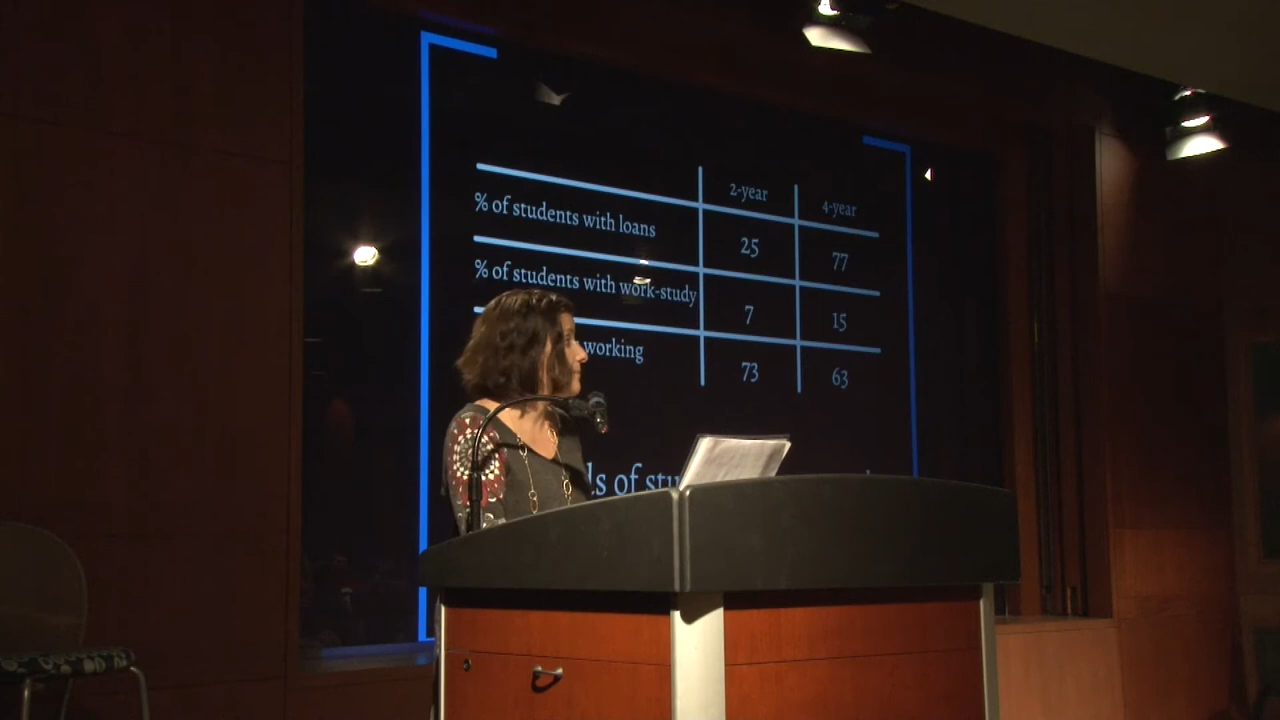 2-year 4-year
% of students with loans 25 77
% of students with work-study 7 15
working 73 63
of